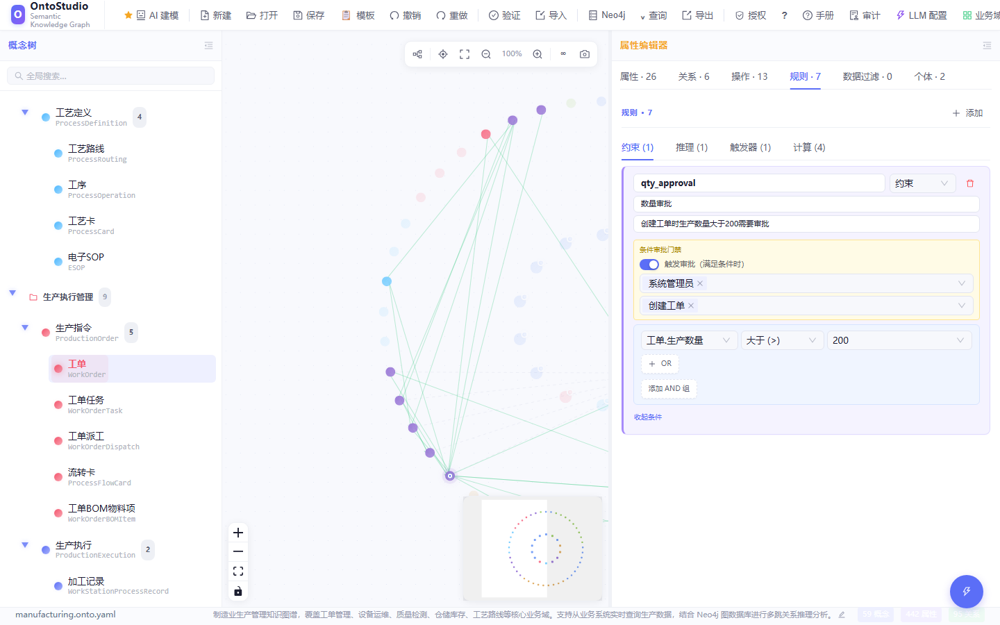 OntoStudio
Semantic
Knowledge Graph
AI 建模
新建
打开
保存
模板
撤销
重做
验证
导入
Neo4j
查询
导出
授权
?
手册
审计
LLM 配置
业务域
概念树
全局搜索...
工艺定义
ProcessDefinition
4
工艺路线
ProcessRouting
工序
ProcessOperation
工艺卡
ProcessCard
电子SOP
ESOP
生产执行管理
9
生产指令
ProductionOrder
5
工单
WorkOrder
工单任务
WorkOrderTask
工单派工
WorkOrderDispatch
流转卡
ProcessFlowCard
工单BOM物料项
WorkOrderBOMItem
生产执行
ProductionExecution
2
加工记录
WorkStationProcessRecord
100%
属性编辑器
属性 · 26
关系 · 6
操作 · 13
规则 · 7
数据过滤 · 0
个体 · 2
规则 • 7
添加
约束 (1)
推理 (1)
触发器 (1)
计算 (4)
qty_approval
约束
数量审批
创建工单时生产数量大于200需要审批
条件审批门禁
触发审批（满足条件时）
系统管理员
创建工单
工单.生产数量
大于 (>)
200
OR
添加 AND 组
收起条件
manufacturing.onto.yaml
制造业生产管理知识图谱，覆盖工单管理、设备运维、质量检测、仓储库存、工艺路线等核心业务域。支持从业务系统实时查询生产数据，结合 Neo4j 图数据库进行多跳关系推理分析。
59 概念
442 属性